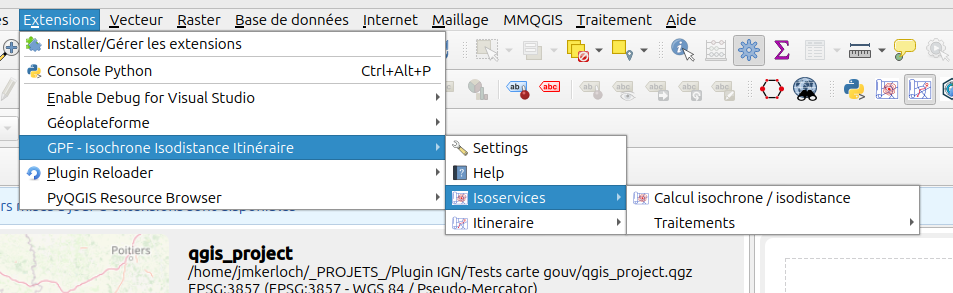 Extensions Vecteur Raster Base de données Internet Maillage MMQGIS Traitement Aide
Installer/Gérer les extensions
Console Python Ctrl+Alt+P
abc abc
Enable Debug for Visual Studio
Géoplateforme
GPF - Isochrone Isodistance Itinéraire
Settings
Plugin Reloader
Help
PyQGIS Resource Browser
Isoservices
Calcul isochrone / isodistance
Itineraire
Traitements
Poitiers
qgis_project
/home/jmkerloch/_PROJETS_/Plugin IGN/Tests carte gouv/qgis_project.qgz
EPSG:3857 (EPSG:3857 - WGS 84 / Pseudo-Mercator)